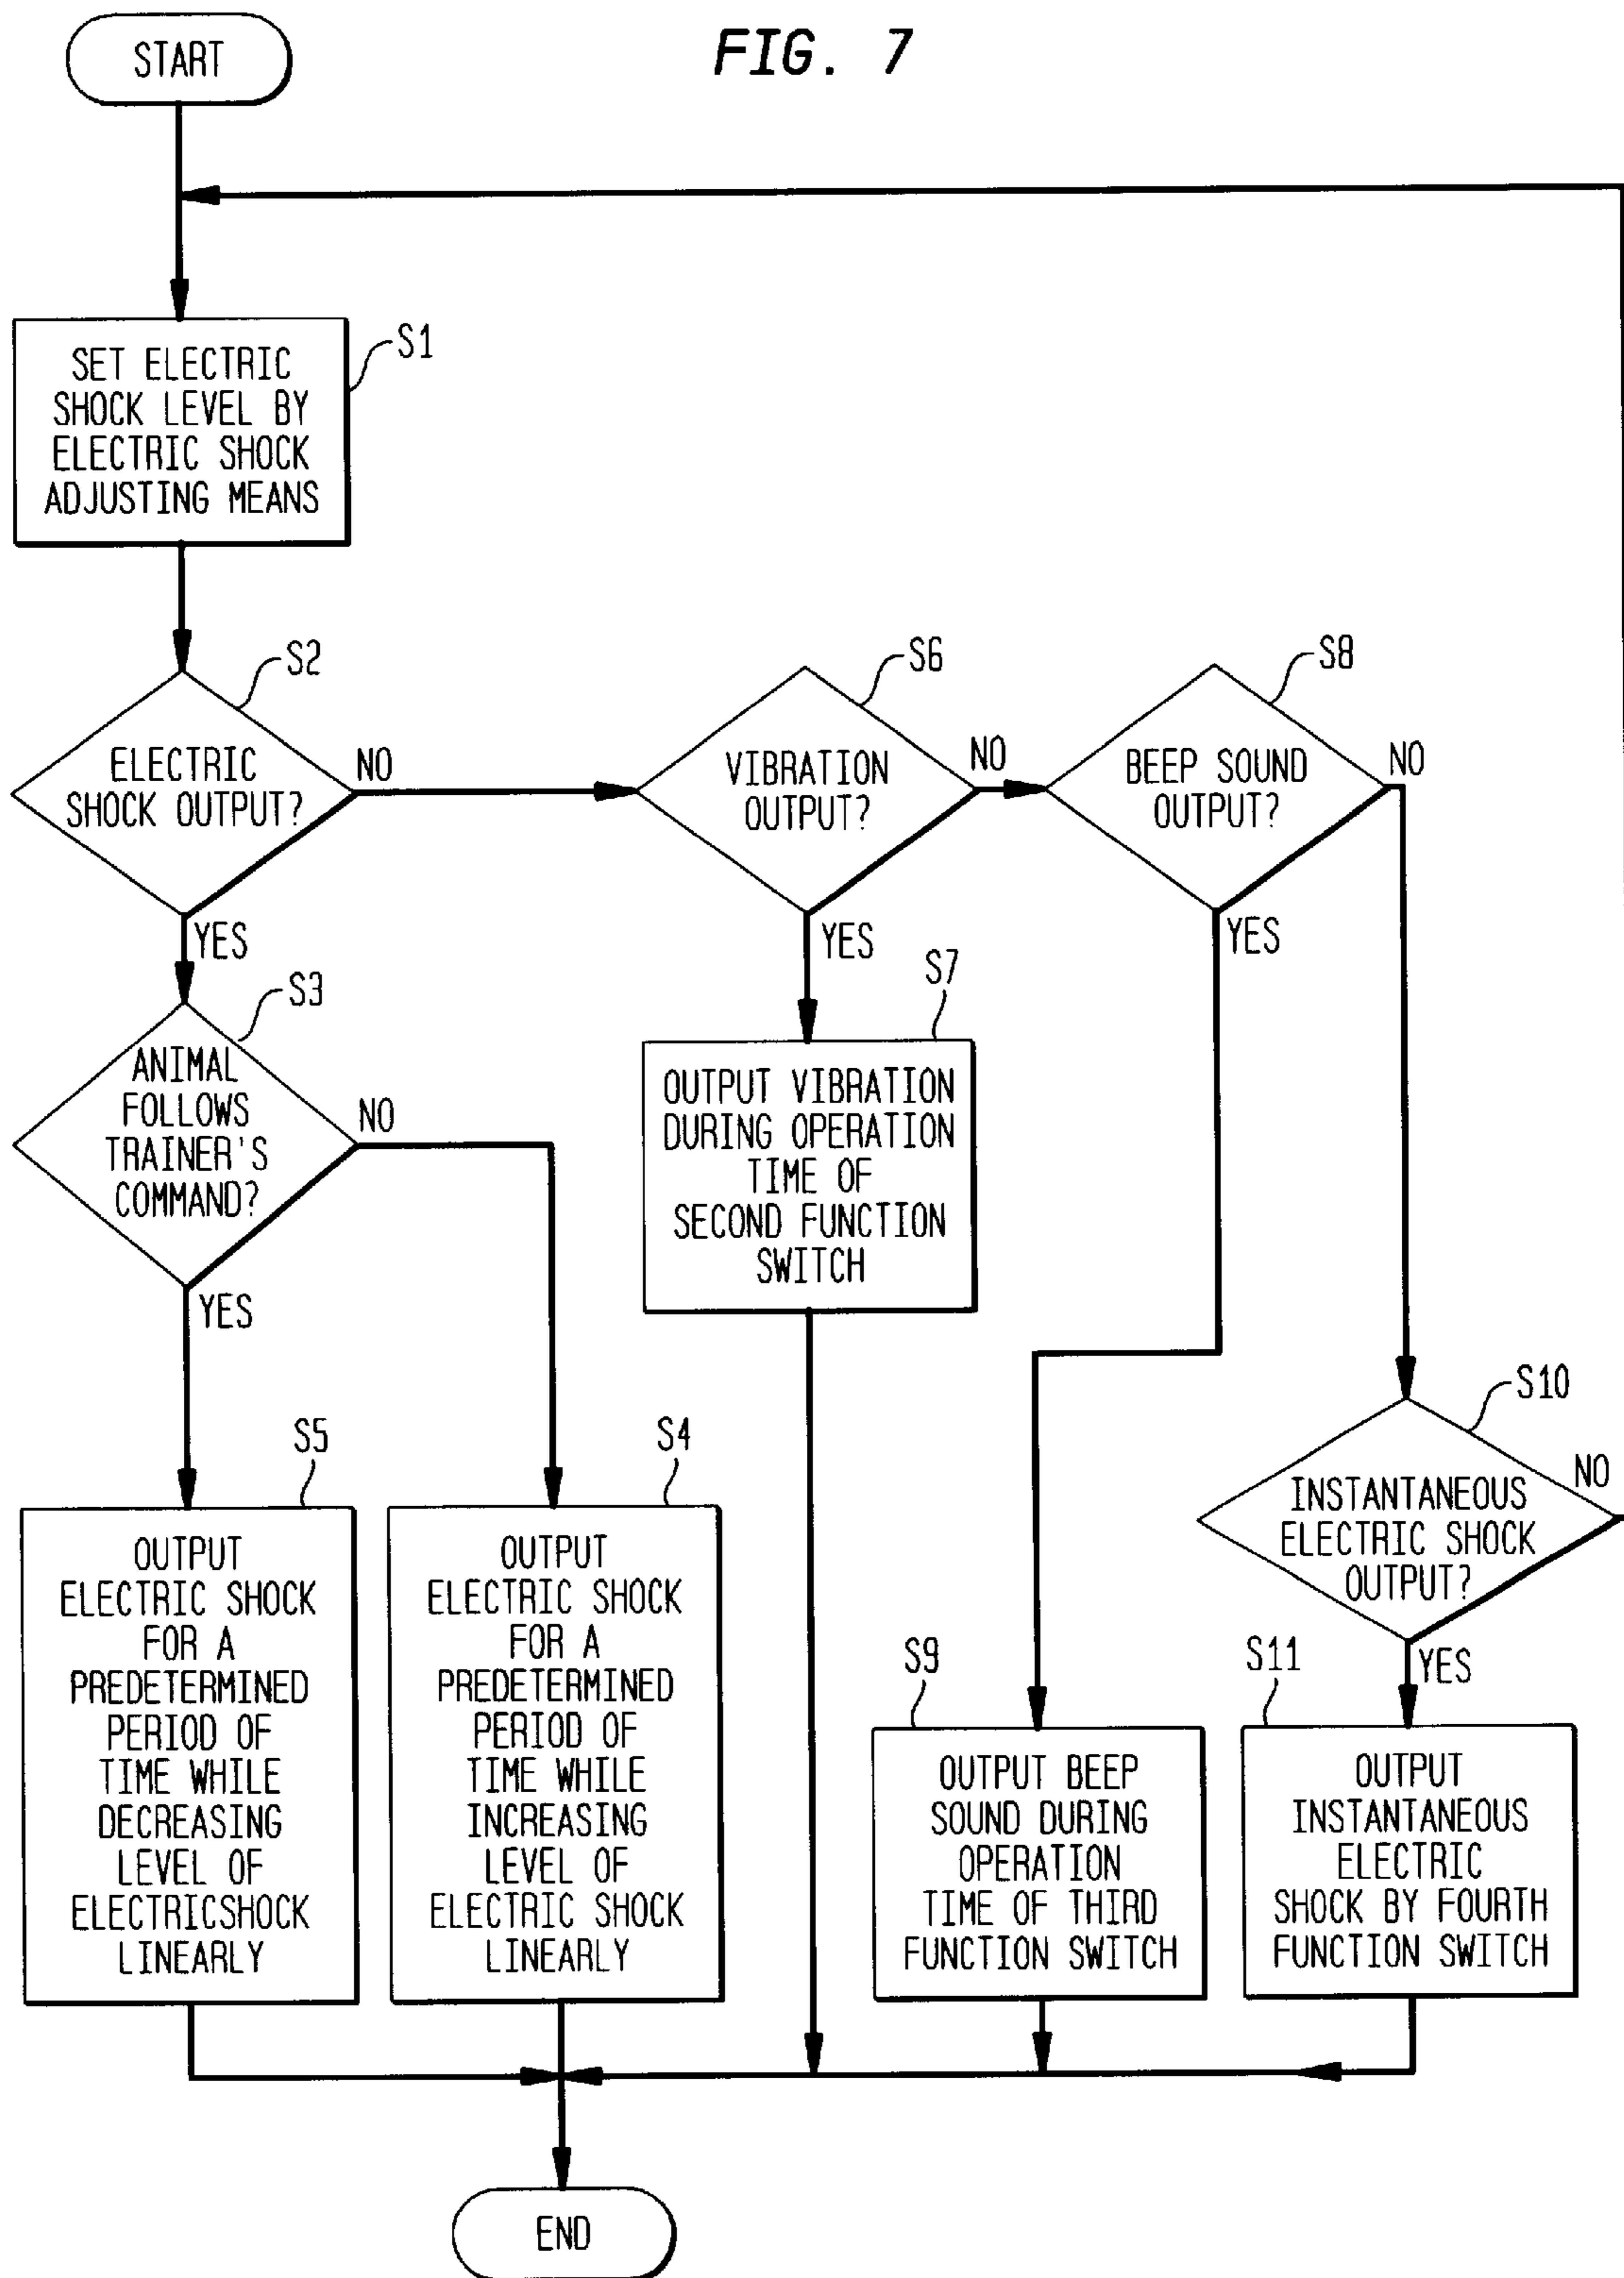 START
FIG. 7
SET ELECTRIC
SHOCK LEVEL BY
ELECTRIC SHOCK
ADJUSTING MEANS
S1
ELECTRIC
SHOCK OUTPUT?
S2
NO
YES
VIBRATION
OUTPUT?
S6
NO
YES
BEEP SOUND
OUTPUT?
S8
NO
YES
ANIMAL
FOLLOWS
TRAINER'S
COMMAND?
S3
NO
YES
S7
OUTPUT VIBRATION
DURING OPERATION
TIME OF
SECOND FUNCTION
SWITCH
S10
INSTANTANEOUS
ELECTRIC SHOCK
OUTPUT?
NO
YES
S5
OUTPUT
ELECTRIC SHOCK
FOR A
PREDETERMINED
PERIOD OF
TIME WHILE
DECREASING
LEVEL OF
ELECTRICSHOCK
LINEARLY
S4
OUTPUT
ELECTRIC SHOCK
FOR A
PREDETERMINED
PERIOD OF
TIME WHILE
INCREASING
LEVEL OF
ELECTRIC SHOCK
LINEARLY
S9
OUTPUT BEEP
SOUND DURING
OPERATION
TIME OF THIRD
FUNCTION SWITCH
S11
OUTPUT
INSTANTANEOUS
ELECTRIC
SHOCK BY FOURTH
FUNCTION SWITCH
END